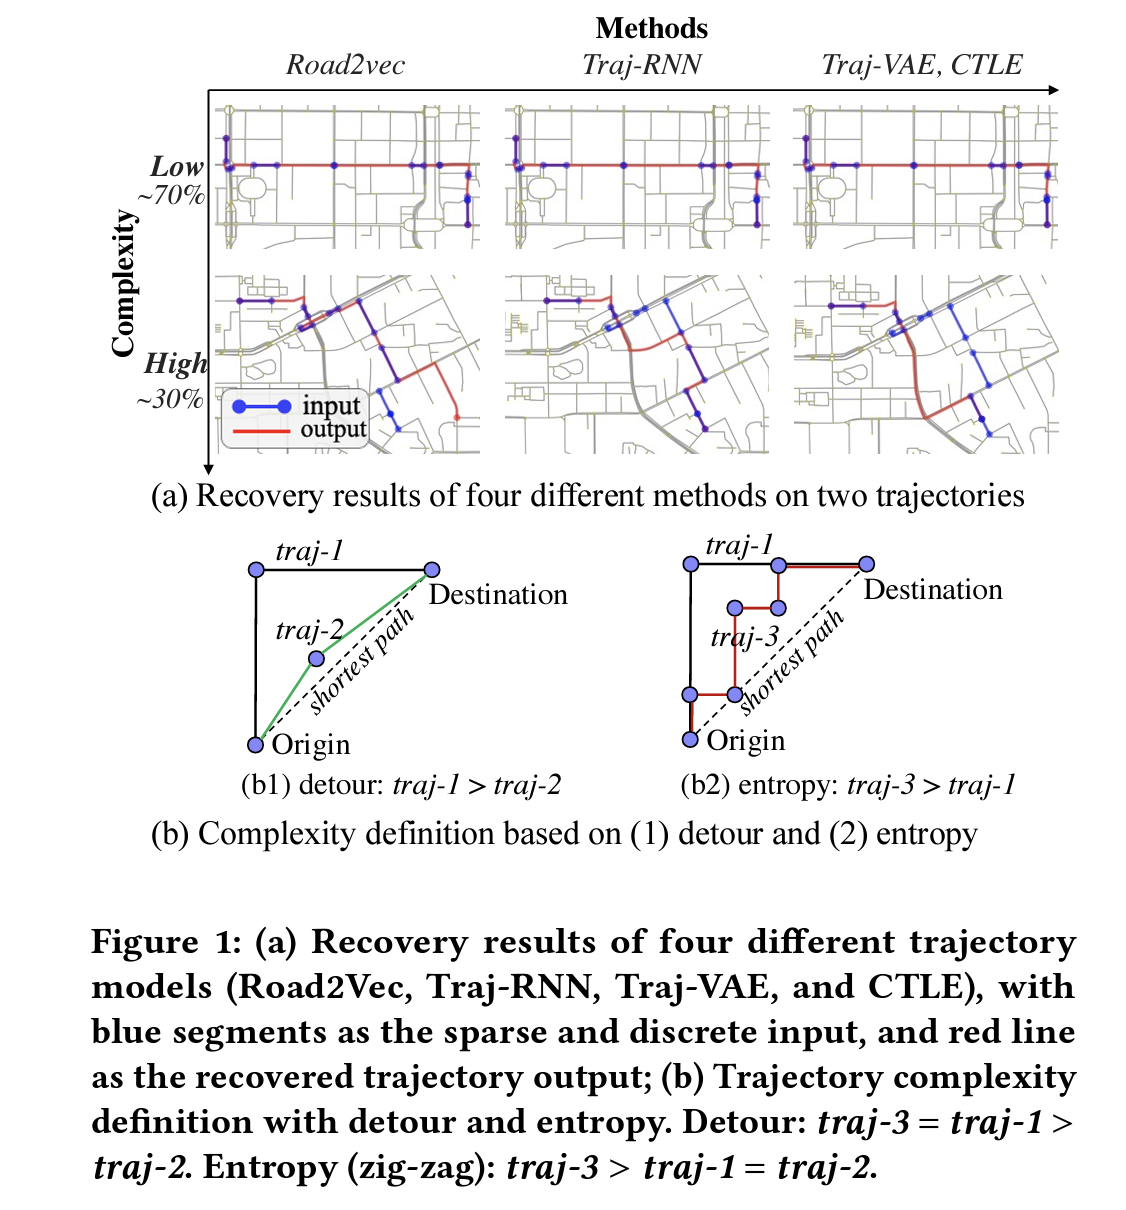 Methods
Road2vec
Traj-RNN
Traj-VAE, CTLE
Complexity
Low
~70%
High
~30%
input
output
(a) Recovery results of four different methods on two trajectories
traj-1
Destination
traj-2
shortest path
Origin
(b1) detour: traj-1 > traj-2
traj-1
Destination
traj-3
shortest path
Origin
(b2) entropy: traj-3 > traj-1
(b) Complexity definition based on (1) detour and (2) entropy
Figure 1: (a) Recovery results of four different trajectory
models (Road2Vec, Traj-RNN, Traj-VAE, and CTLE), with
blue segments as the sparse and discrete input, and red line
as the recovered trajectory output; (b) Trajectory complexity
definition with detour and entropy. Detour: traj-3 = traj-1 >
traj-2. Entropy (zig-zag): traj-3 > traj-1 = traj-2.